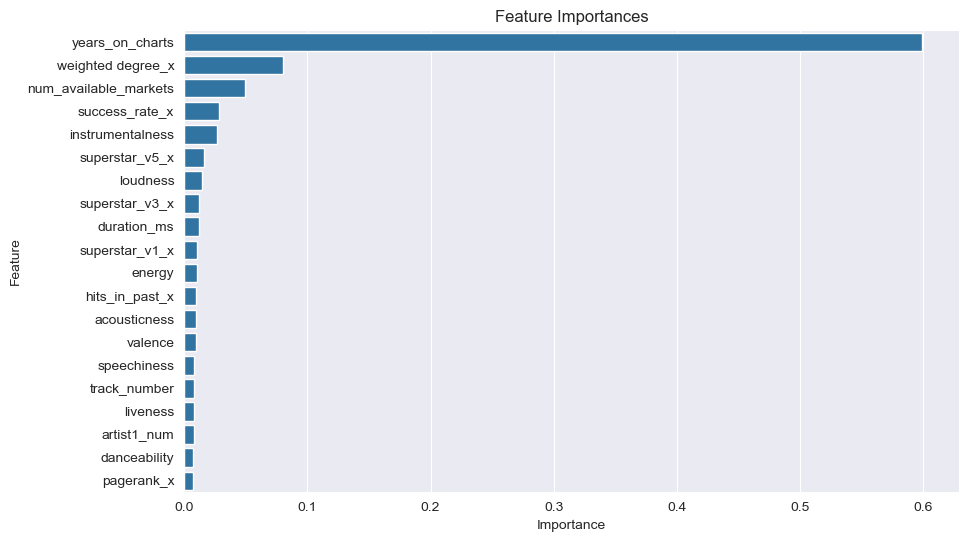 Feature Importances
Feature
years_on_charts
weighted degree_x
num_available_markets
success_rate_x
instrumentalness
superstar_v5_x
loudness
superstar_v3_x
duration_ms
superstar_v1_x
energy
hits_in_past_x
acousticness
valence
speechiness
track_number
liveness
artist1_num
danceability
pagerank_x
0.0 0.1 0.2 0.3 0.4 0.5 0.6
Importance